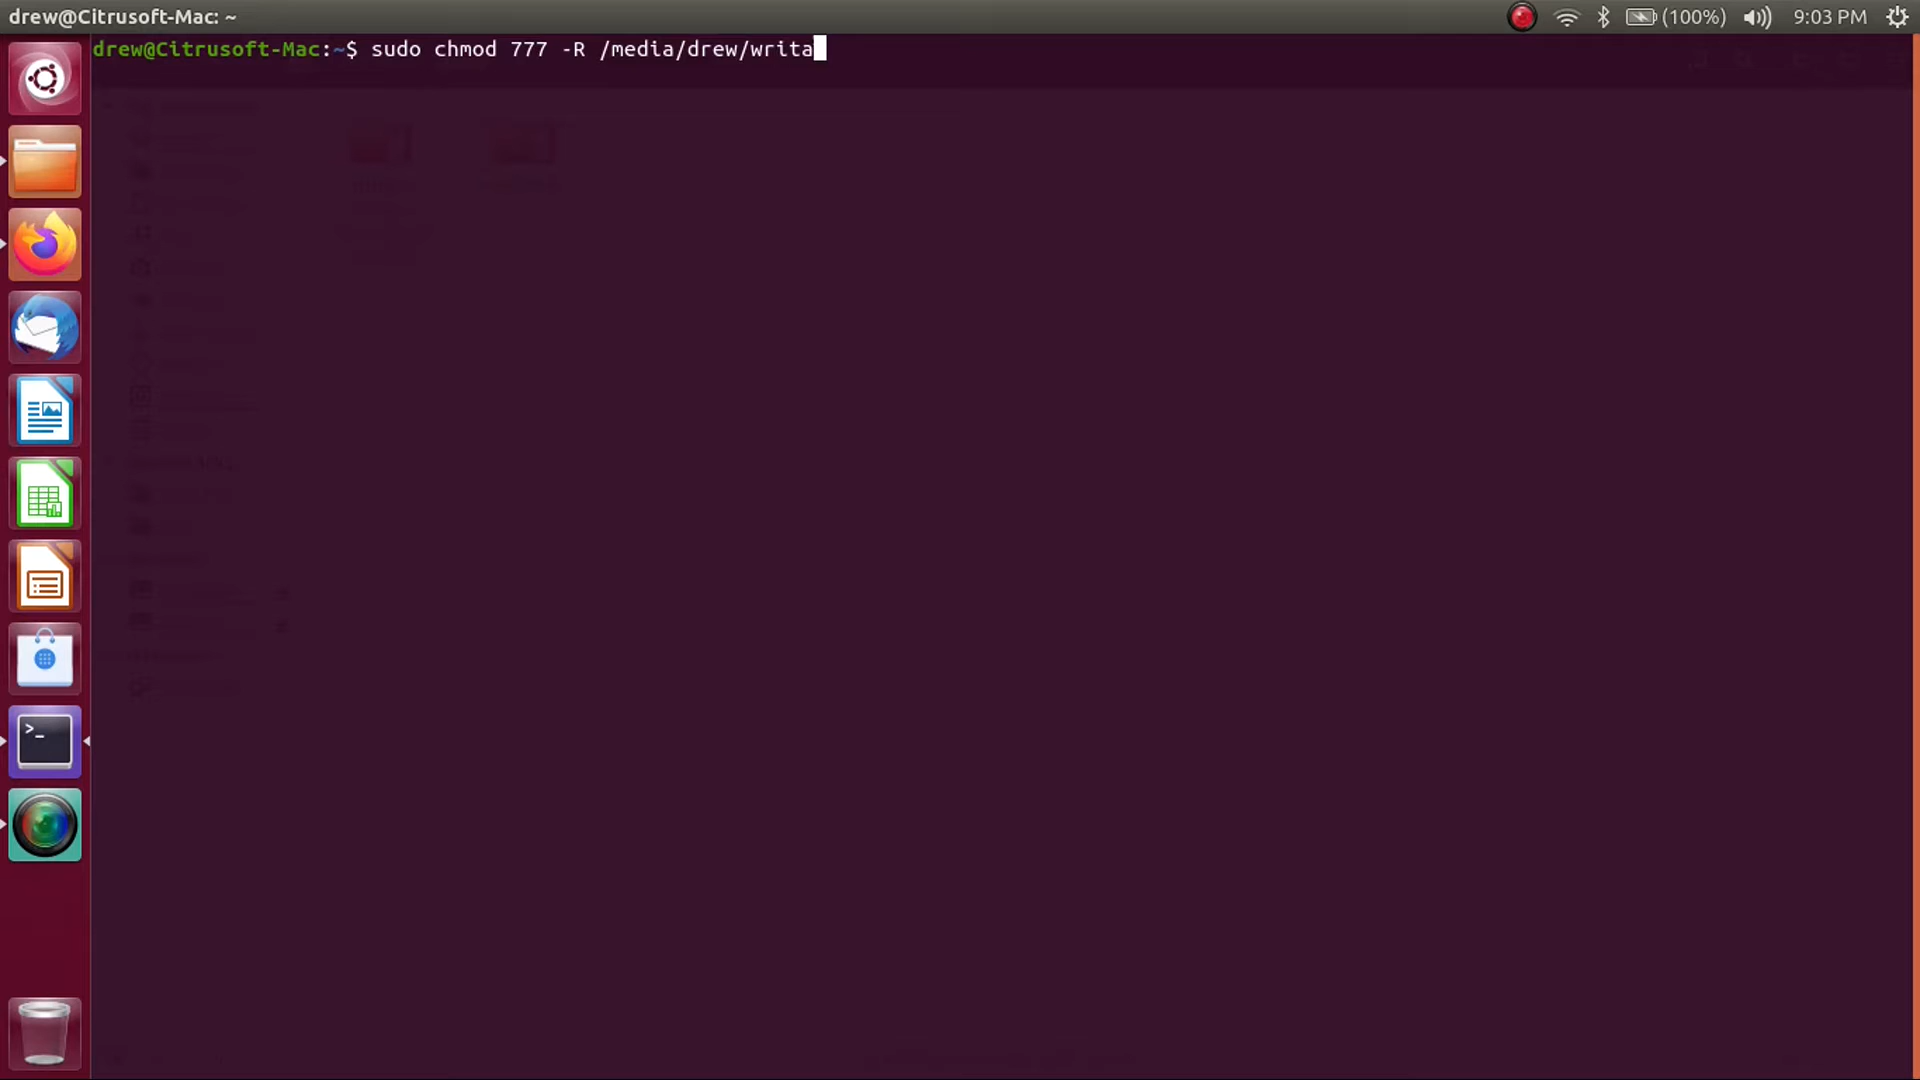 drew@Citrusoft-Mac: ~
(100%)
9:03 PM
drew@Citrusoft-Mac:~$ sudo chmod 777 -R /media/drew/writa
>_